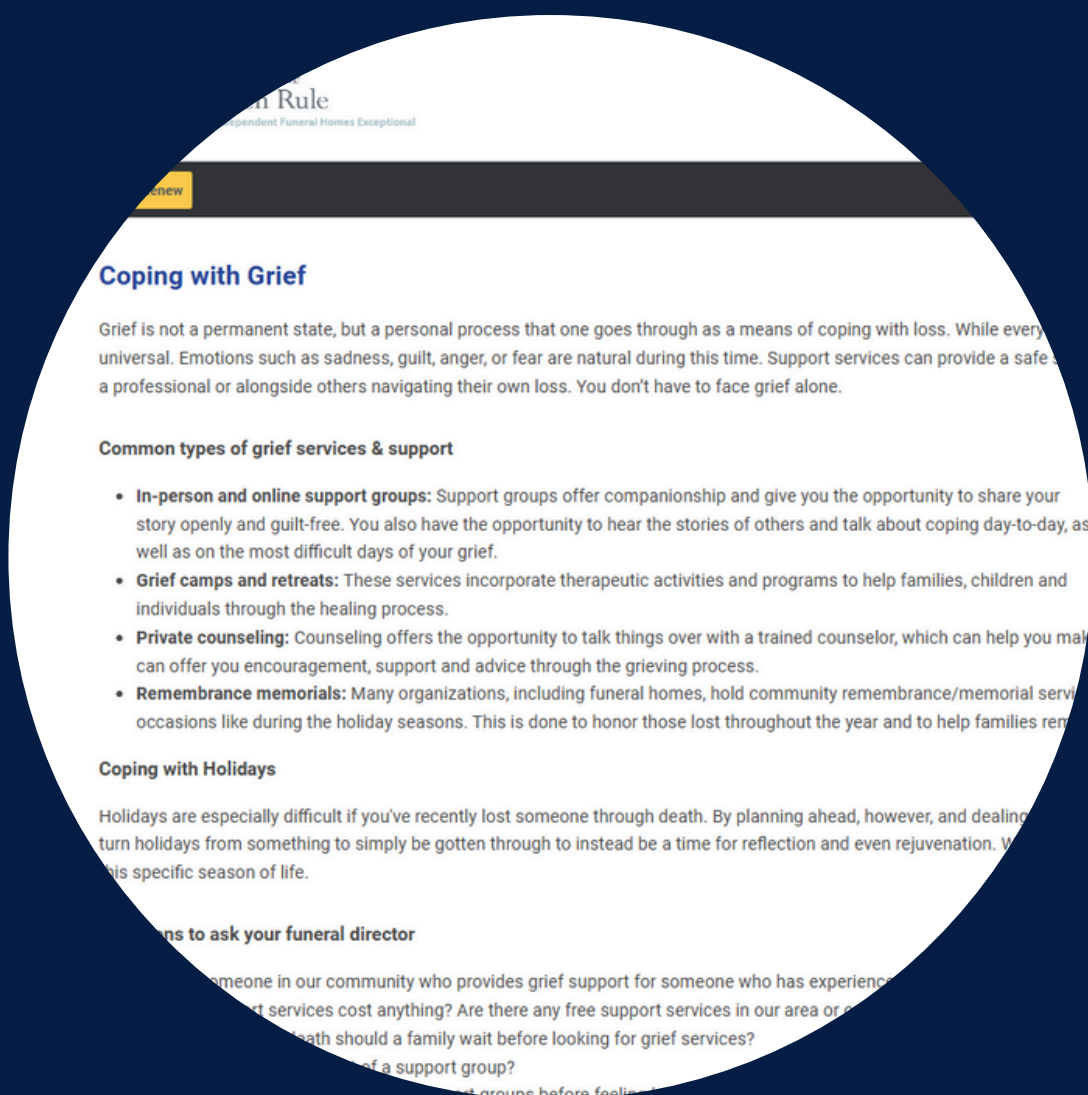 Rule
Funeral Homes Exceptional
Coping with Grief
Grief is not a permanent state, but a personal process that one goes through as a means of coping with loss. While every
universal. Emotions such as sadness, guilt, anger, or fear are natural during this time. Support services can provide a safe
a professional or alongside others navigating their own loss. You don't have to face grief alone.
Common types of grief services & support
• In-person and online support groups: Support groups offer companionship and give you the opportunity to share your
story openly and guilt-free. You also have the opportunity to hear the stories of others and talk about coping day-to-day, as
well as on the most difficult days of your grief.
• Grief camps and retreats: These services incorporate therapeutic activities and programs to help families, children and
individuals through the healing process.
• Private counseling: Counseling offers the opportunity to talk things over with a trained counselor, which can help you
can offer you encouragement, support and advice through the grieving process.
• Remembrance memorials: Many organizations, including funeral homes, hold community remembrance/memorial
occasions like during the holiday seasons. This is done to honor those lost throughout the year and to help families
Coping with Holidays
Holidays are especially difficult if you've recently lost someone through death. By planning ahead, however, and dealing
turn holidays from something to simply be gotten through to instead be a time for reflection and even rejuvenation.
specific season of life.
to ask your funeral director
in our community who provides grief support for someone who has
services cost anything? Are there any free support services in our area or
should a family wait before looking for grief services?
of a support group?
groups before